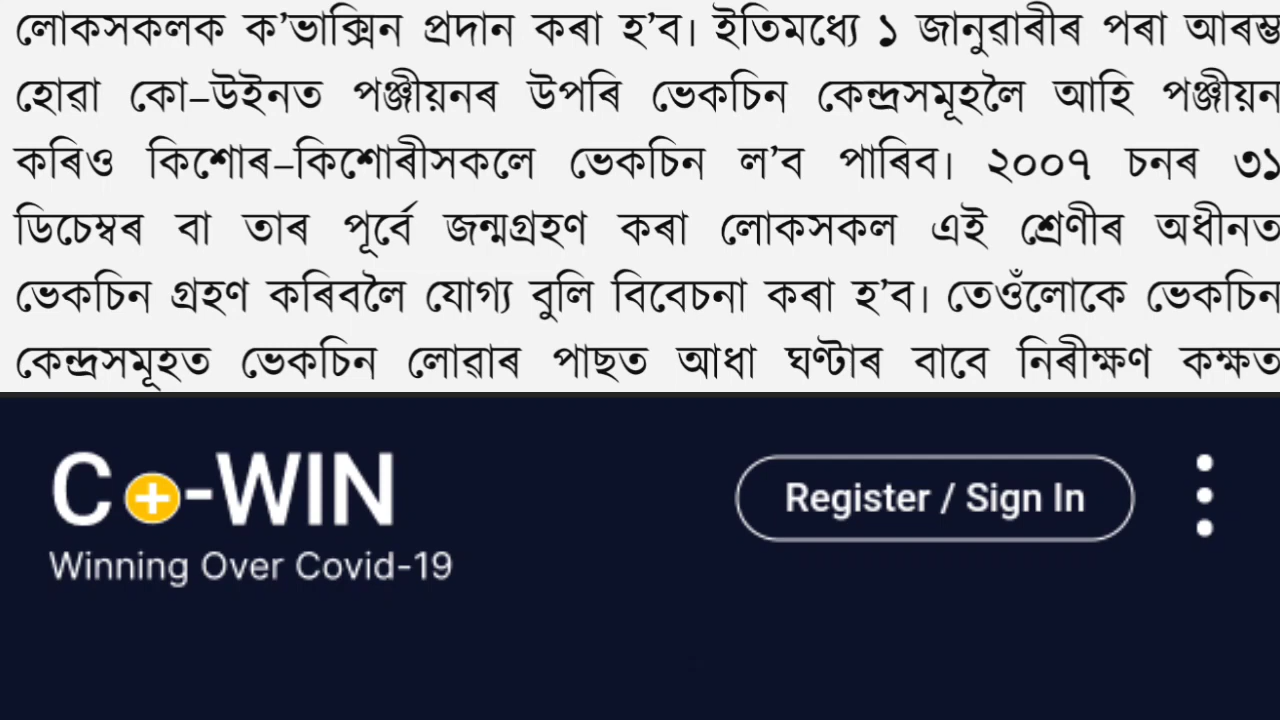 লোকসকলক ক’ভাক্সিন প্ৰদান কৰা হ’ব। ইতিমধ্যে ১ জানুৱাৰীৰ পৰা আৰম্ভ
হোৱা কো–উইনত পঞ্জীয়নৰ উপৰি ভেকচিন কেন্দ্ৰসমূহলৈ আহি পঞ্জীয়ন
কৰিও কিশোৰ–কিশোৰীসকলে ভেকচিন ল’ব পাৰিব। ২০০৭ চনৰ ৩১
ডিচেম্বৰ বা তাৰ পূৰ্বে জন্মগ্ৰহণ কৰা লোকসকল এই শ্ৰেণীৰ অধীনত
ভেকচিন গ্ৰহণ কৰিবলৈ যোগ্য বুলি বিবেচনা কৰা হ’ব। তেওঁলোকে ভেকচিন
কেন্দ্ৰসমূহত ভেকচিন লোৱাৰ পাছত আধা ঘণ্টাৰ বাবে নিৰীক্ষণ কক্ষত
Co-WIN
Register / Sign In
Winning Over Covid-19